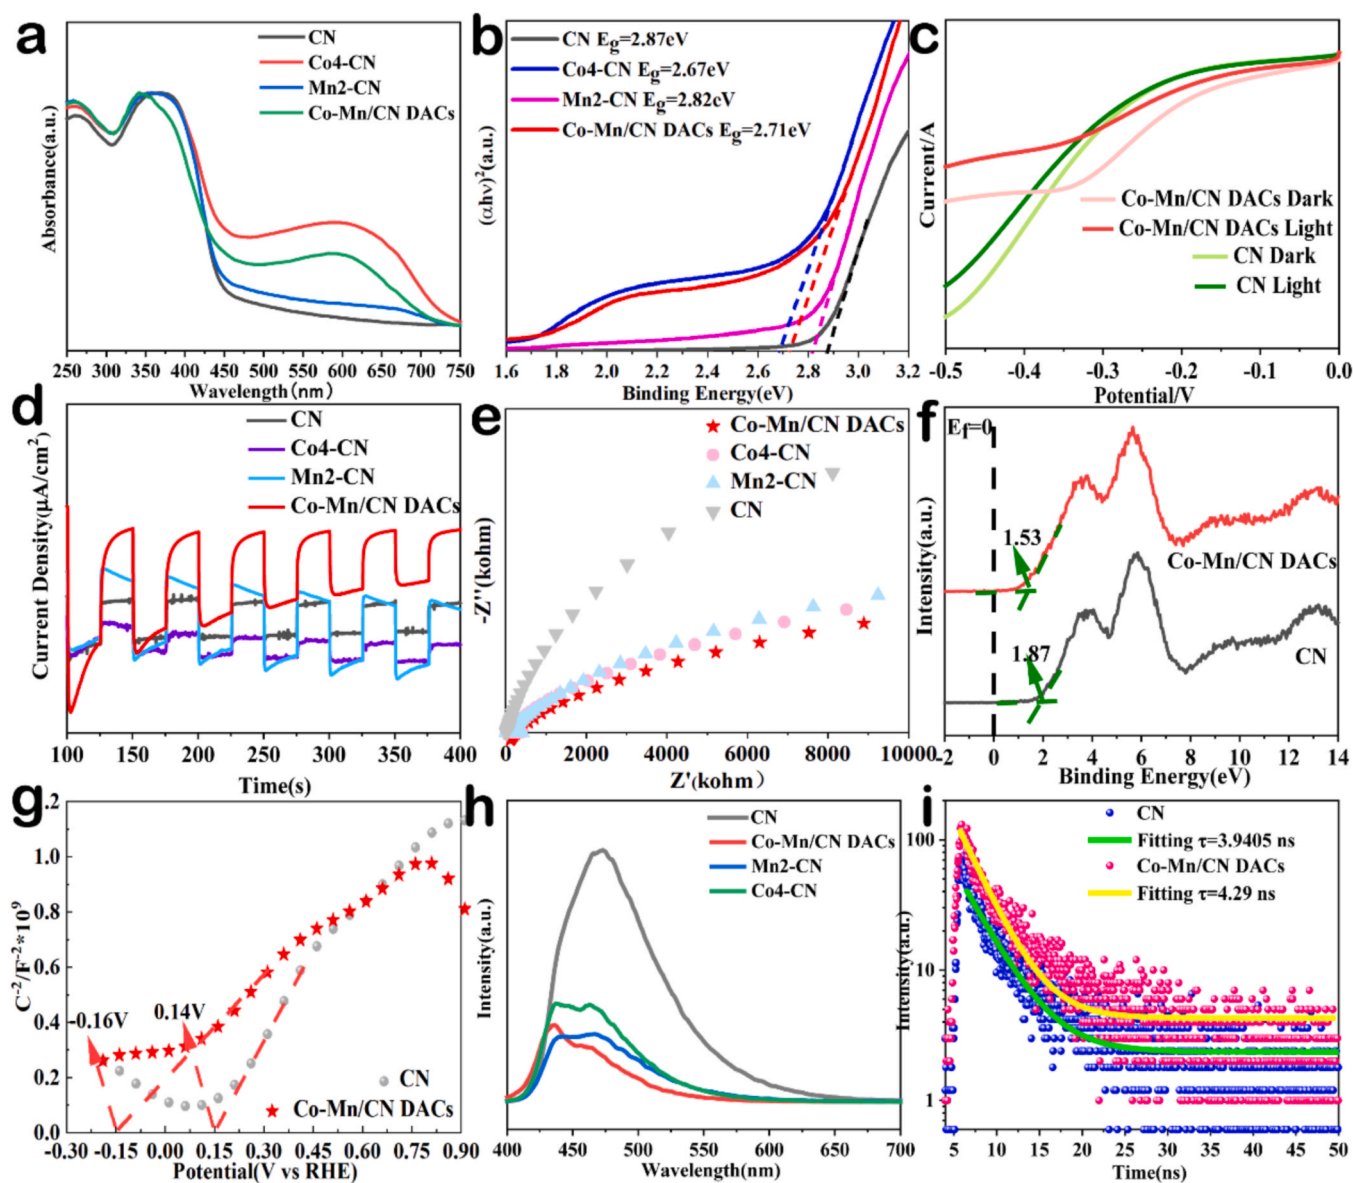 a
CN
Co4-CN
Mn2-CN
Co-Mn/CN DACs
Absorbance(a.u.)
250 300 350 400 450 500 550 600 650 700 750
Wavelength(nm)
b
CN Eg=2.87eV
Co4-CN Eg=2.67eV
Mn2-CN Eg=2.82eV
Co-Mn/CN DACs Eg=2.71eV
(αhν)²(a.u.)
1.6 2.0 2.3 2.6 2.9 3.0 3.2
Binding Energy(eV)
c
Current/A
Co-Mn/CN DACs Dark
Co-Mn/CN DACs Light
CN Dark
CN Light
-0.5 -0.4 -0.3 -0.2 -0.1 0.0
Potential/V
d
CN
Co4-CN
Mn2-CN
Co-Mn/CN DACs
Current DensityμA/cm²
100 150 200 250 300 350 400
Time(s)
e
Co-Mn/CN DACs
Co4-CN
Mn2-CN
CN
-Z''(kohm)
0 2000 4000 6000 8000 10000
Z'(kohm)
f
Ef=0
1.53
Co-Mn/CN DACs
1.87
CN
Intensity(a.u.)
-2 0 2 4 6 8 10 12 14
Binding Energy(eV)
g
1.2
1.0
0.8
0.6
0.4
0.2
0.0
C⁻²/F⁻²*10⁹
-0.16V
0.14V
CN
Co-Mn/CN DACs
-0.30 -0.15 0.00 0.15 0.30 0.45 0.60 0.75 0.90
Potential(V vs RHE)
h
CN
Co-Mn/CN DACs
Mn2-CN
Co4-CN
Intensity(a.u.)
400 450 500 550 600 650 700
Wavelength(nm)
i
CN
Fitting τ=3.9405 ns
Co-Mn/CN DACs
Fitting τ=4.29 ns
Intensity(a.u.)
100
10
1
4 5 10 15 20 25 30 35 40 45 50
Time(ns)